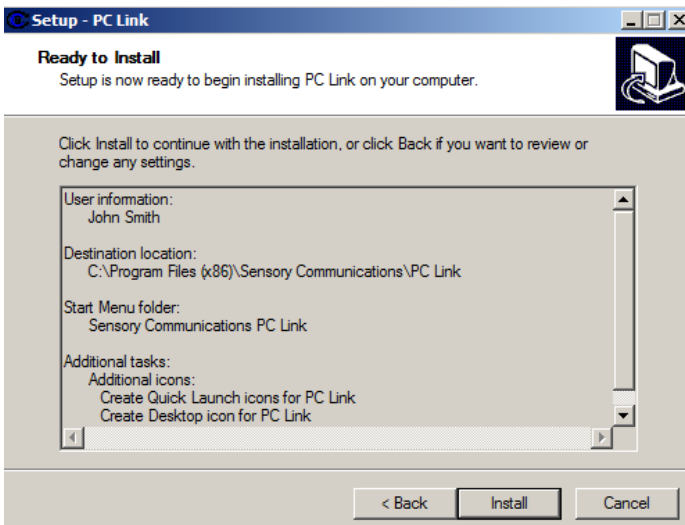 Setup - PC Link
Ready to Install
Setup is now ready to begin installing PC Link on your computer.
Click Install to continue with the installation, or click Back if you want to review or
change any settings.
User information:
John Smith
Destination location:
C:\Program Files (x86)\Sensory Communications\PC Link
Start Menu folder:
Sensory Communications PC Link
Additional tasks:
Additional icons:
Create Quick Launch icons for PC Link
Create Desktop icon for PC Link
< Back Install Cancel